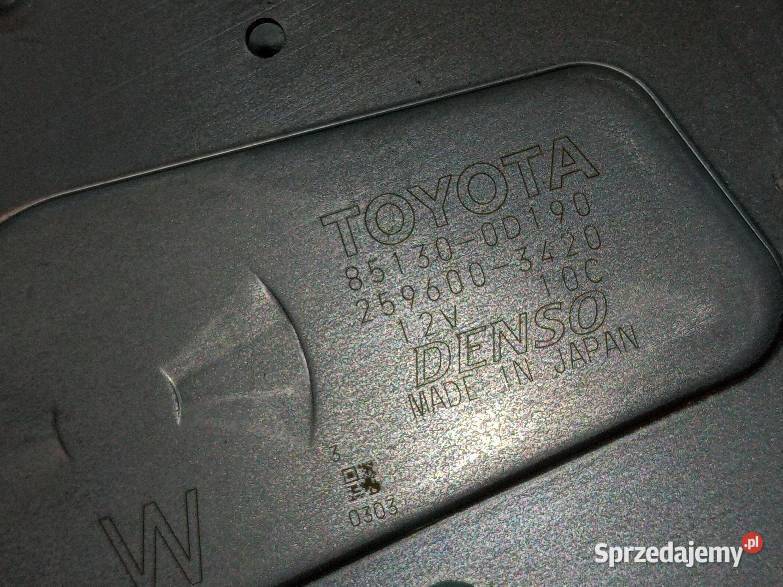 TOYOTA
85130-0D190
259600-3420
12V 10C
DENSO
MADE IN JAPAN
3
0303
W
Sprzedajemy.pl